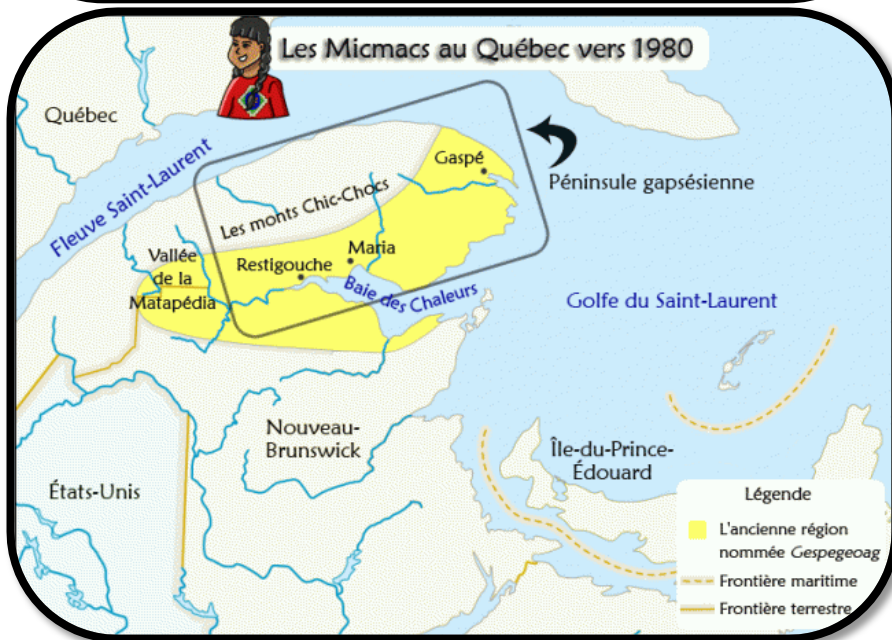 Les Micmacs au Québec vers 1980
Québec
Fleuve Saint-Laurent
Gaspé
Péninsule gapsésienne
Les monts Chic-Chocs
Vallée
de la
Matapédia
Restigouche
Maria
Baie des Chaleurs
Golfe du Saint-Laurent
Nouveau-
Brunswick
Île-du-Prince-
Édouard
États-Unis
Légende
L'ancienne région
nommée Gespegeoag
Frontière maritime
Frontière terrestre